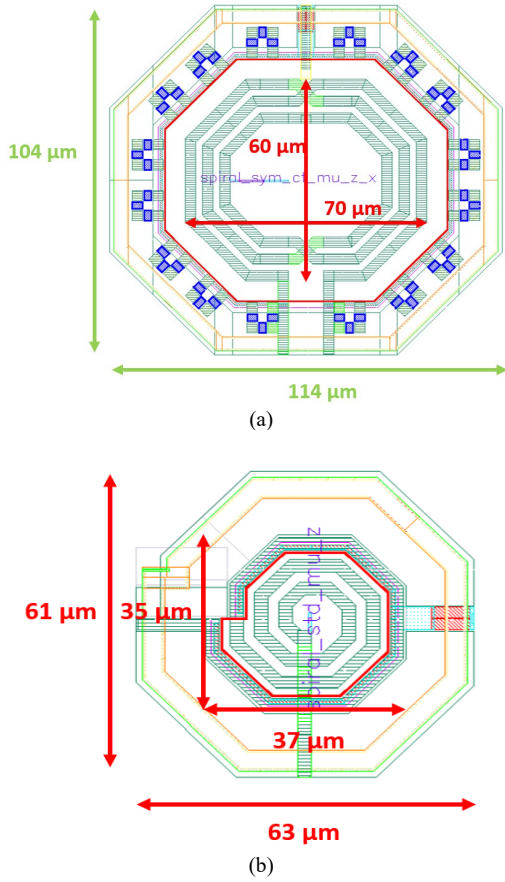 104 µm
60 µm
spiral_sym_ct_mu_z_x
70 µm
114 µm
(a)
spiral_std_mu_z
61 µm
35 µm
37 µm
63 µm
(b)